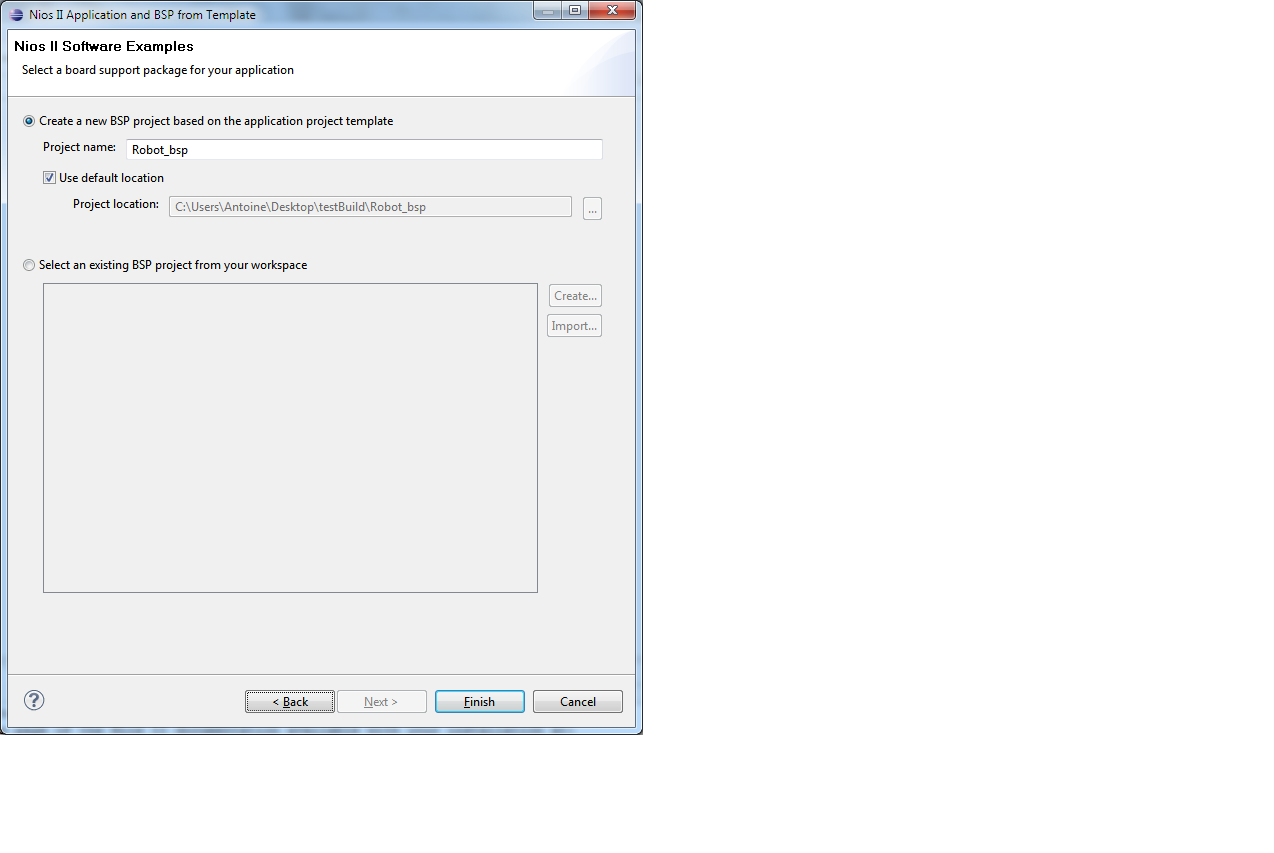 Nios II Application and BSP from Template
Nios II Software Examples
Select a board support package for your application
Create a new BSP project based on the application project template
Project name: Robot_bsp
Use default location
Project location: C:\Users\Antoine\Desktop\testBuild\Robot_bsp ...
Select an existing BSP project from your workspace
Create...
Import...
? < Back Next > Finish Cancel